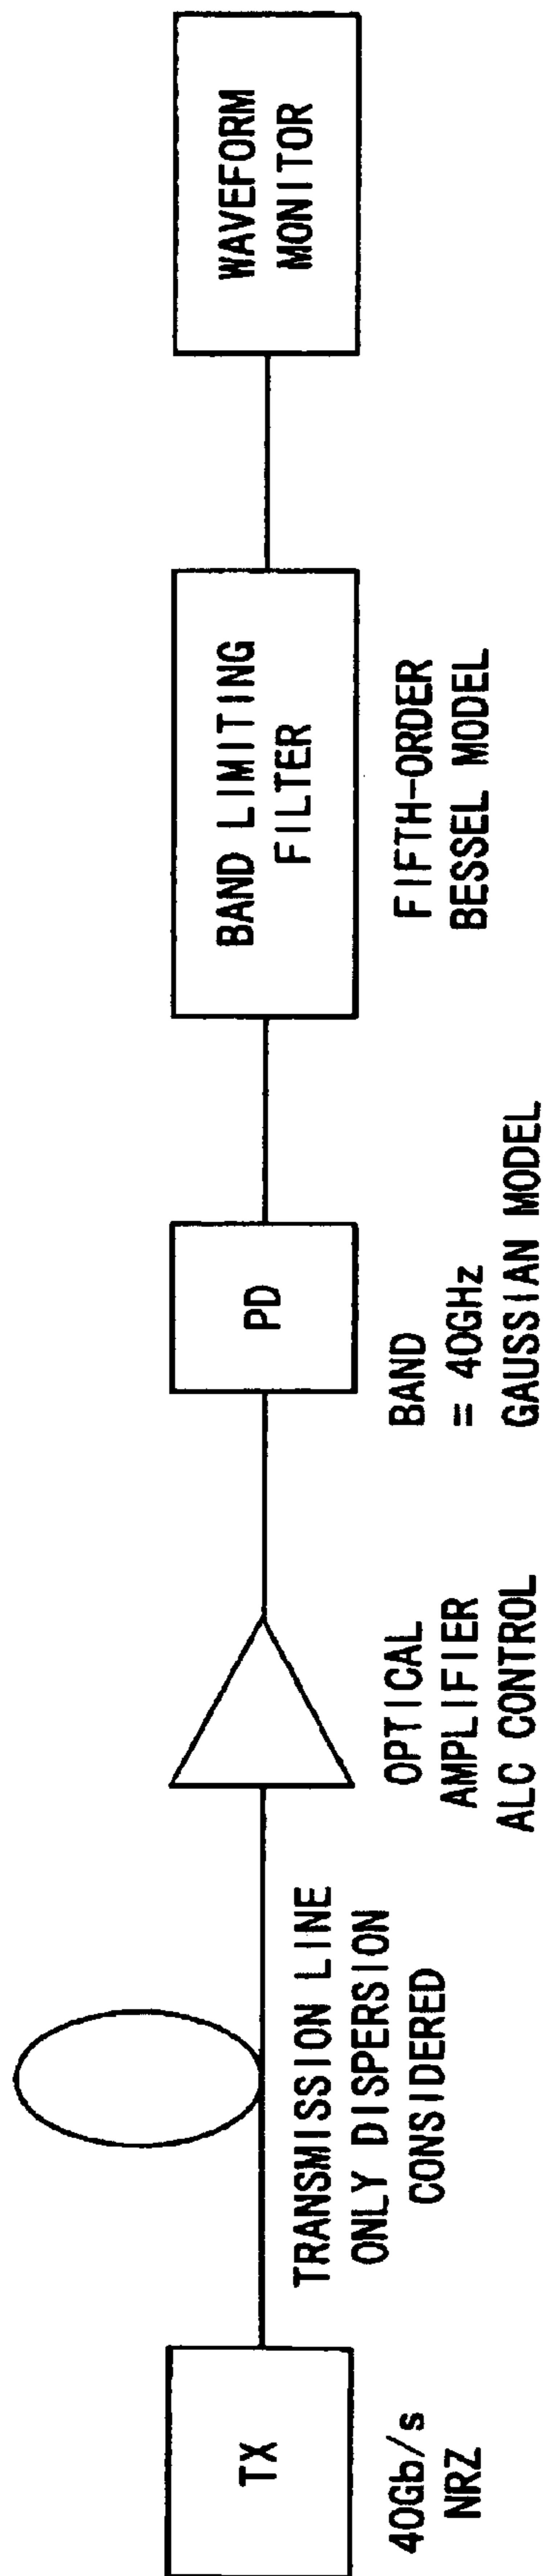 TX
40Gb/s
NRZ
TRANSMISSION LINE
ONLY DISPERSION
CONSIDERED
OPTICAL
AMPLIFIER
ALC CONTROL
PD
BAND
= 40GHz
GAUSSIAN MODEL
BAND LIMITING
FILTER
FIFTH-ORDER
BESSEL MODEL
WAVEFORM
MONITOR